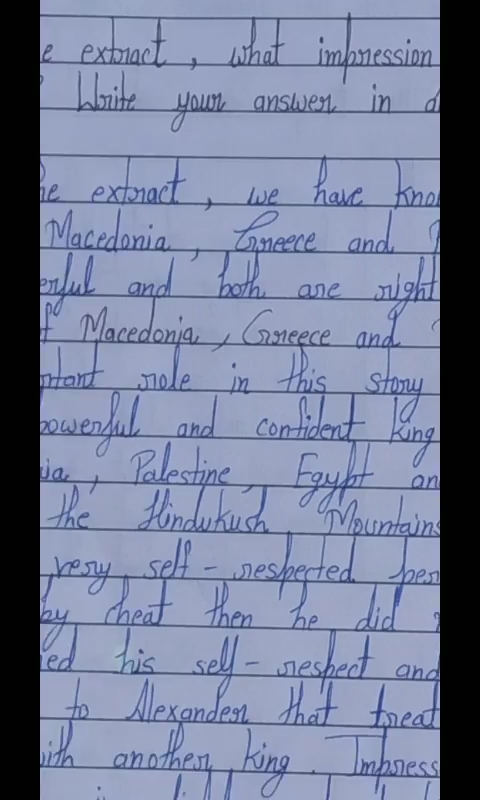 e extract, what impression
Write your answer in d
he extract, we have kno
Macedonia, Greece and
erful and both are right
f Macedonia, Greece and
rtant role in this story
powerful and confident king
ia, Palestine, Egypt an
the Hindukush Mountains
very self-respected per
by cheat then he did
ed his self-respect and
to Alexander that treat
ith another king. Impress